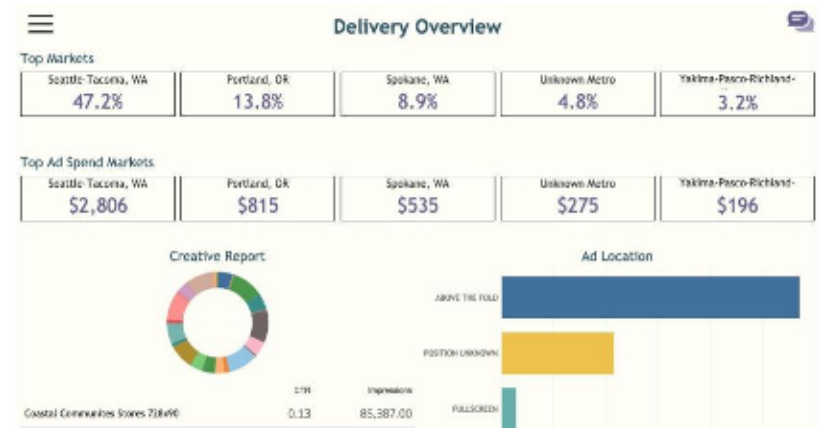 Delivery Overview
Top Markets
Seattle-Tacoma, WA
47.2%
Portland, OR
13.8%
Spokane, WA
8.9%
Unknown Metro
4.8%
Yakima-Pasco-Richland-
3.2%
Top Ad Spend Markets
Seattle-Tacoma, WA
$2,806
Portland, OR
$815
Spokane, WA
$535
Unknown Metro
$275
Yakima-Pasco-Richland-
$196
Creative Report
CTR Impressions
Coastal Communites Stores 728x90 0.13 85,387.00
Ad Location
ABOVE THE FOLD
POSITION UNKNOWN
FULLSCREEN